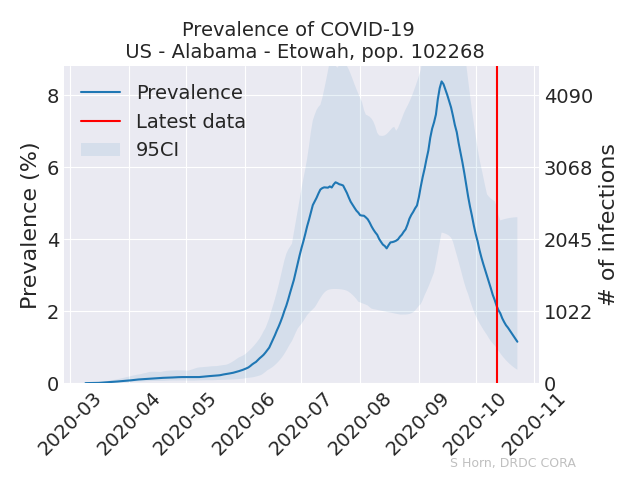 Prevalence of COVID-19
US - Alabama - Etowah, pop. 102268
Prevalence
Latest data
95CI
Prevalence (%)
8
6
4
2
0
4090
3068
2045
1022
0
# of infections
2020-03
2020-04
2020-05
2020-06
2020-07
2020-08
2020-09
2020-10
2020-11
S Horn, DRDC CORA